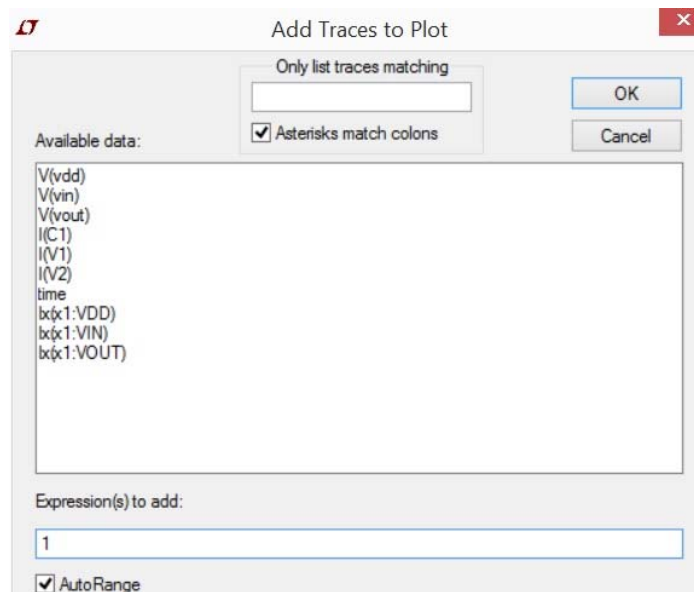 Add Traces to Plot
Only list traces matching
OK
Asterisks match colons
Cancel
Available data:
V(vdd)
V(vin)
V(vout)
I(C1)
I(V1)
I(V2)
time
Ix(x1:VDD)
Ix(x1:VIN)
Ix(x1:VOUT)
Expression(s) to add:
1
AutoRange